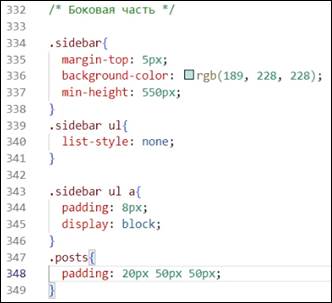 332 /* Боковая часть */
333
334 .sidebar{
335   margin-top: 5px;
336   background-color: rgb(189, 228, 228);
337   min-height: 550px;
338 }
339 .sidebar ul{
340   list-style: none;
341 }
342
343 .sidebar ul a{
344   padding: 8px;
345   display: block;
346 }
347 .posts{
348   padding: 20px 50px 50px;
349 }